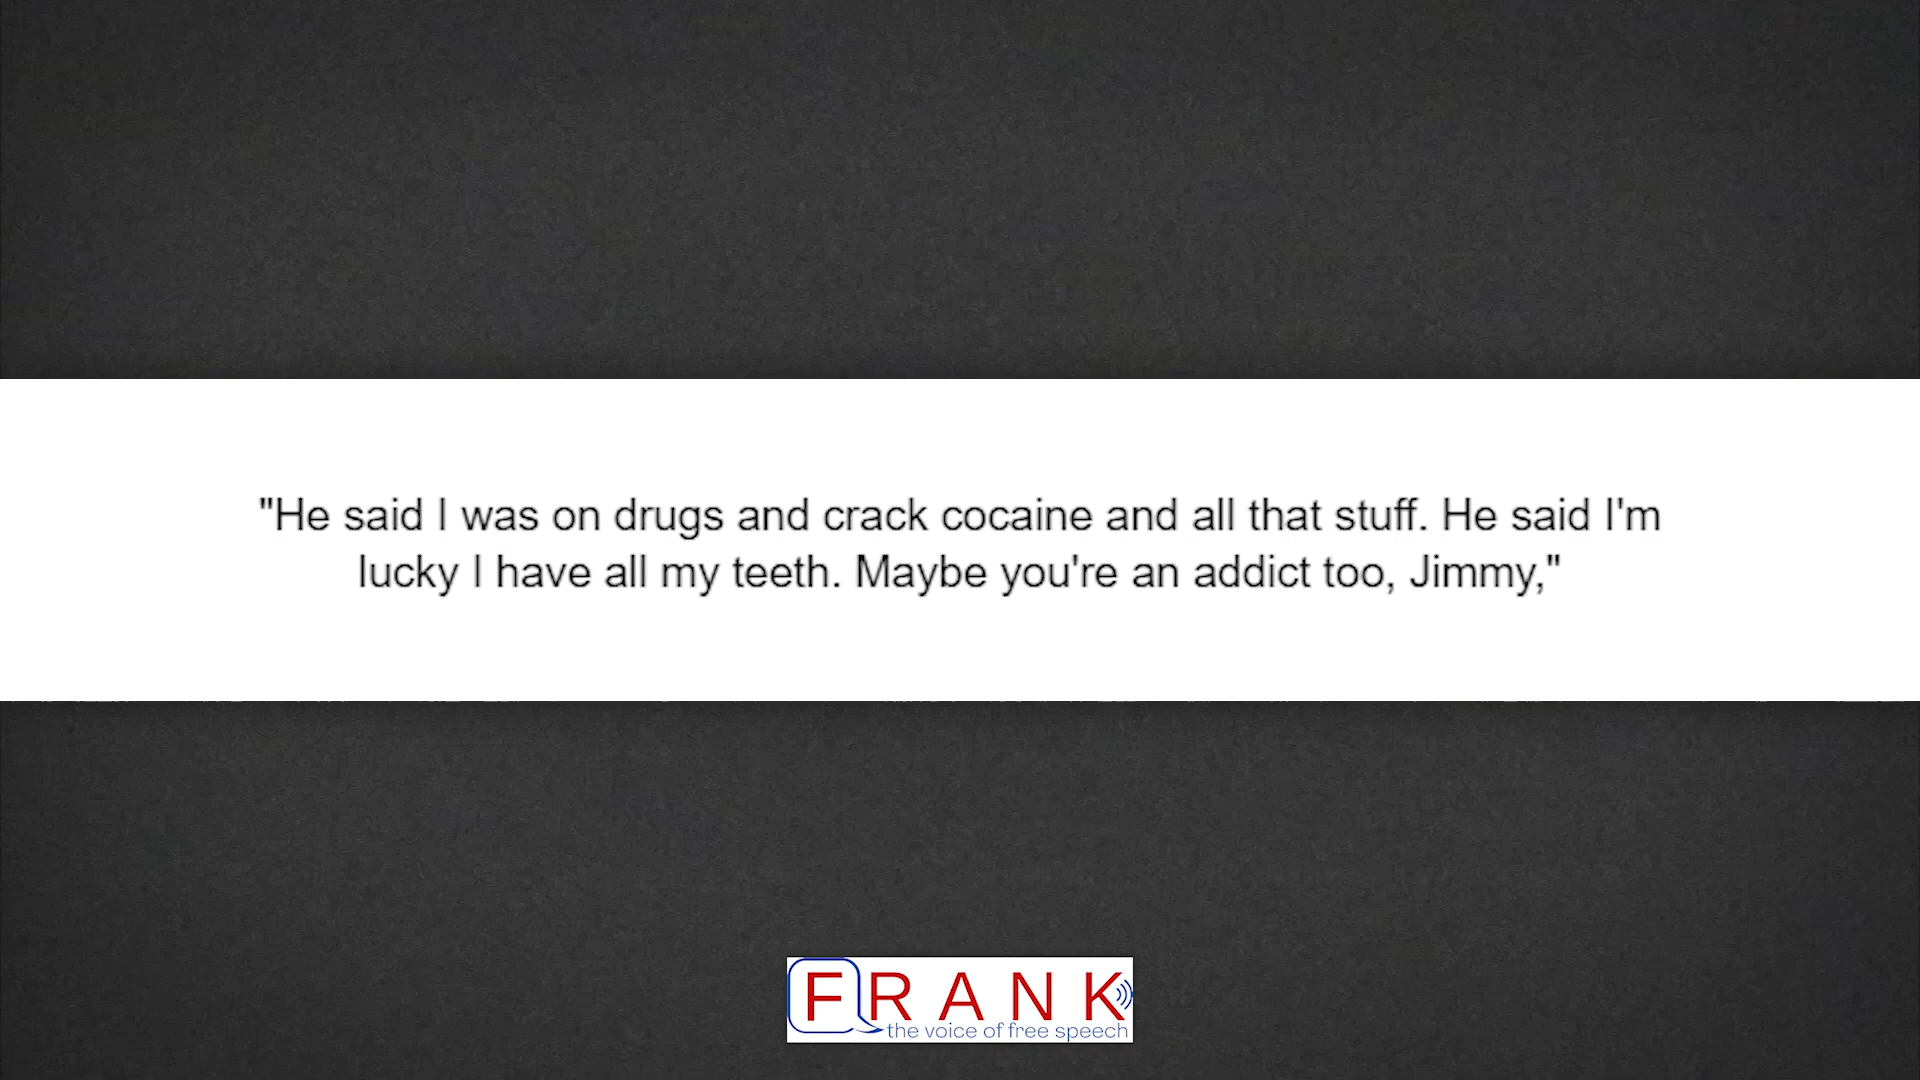 "He said I was on drugs and crack cocaine and all that stuff. He said I'm
lucky I have all my teeth. Maybe you're an addict too, Jimmy,"
FRANK
the voice of free speech